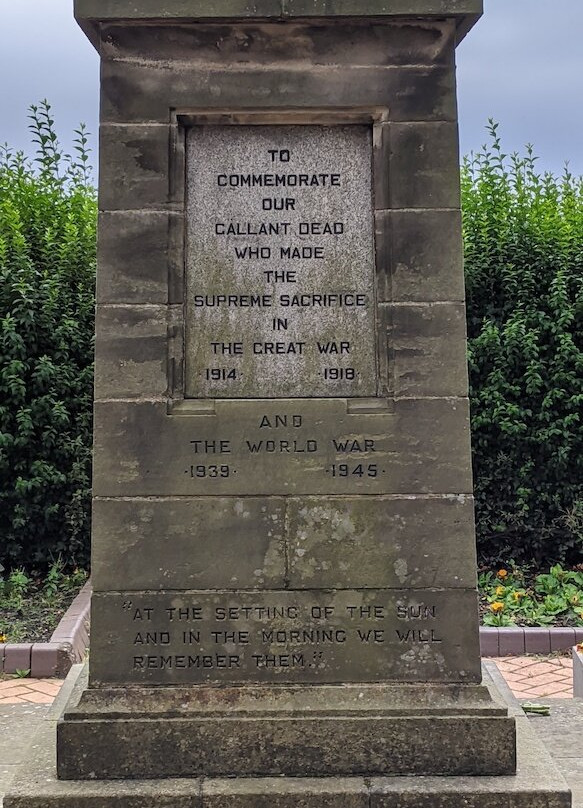 TO
COMMEMORATE
OUR
GALLANT DEAD
WHO MADE
THE
SUPREME SACRIFICE
IN
THE GREAT WAR
1914 · · 1918
AND
THE WORLD WAR
·1939· ·1945·
"AT THE SETTING OF THE SUN
AND IN THE MORNING WE WILL
REMEMBER THEM."